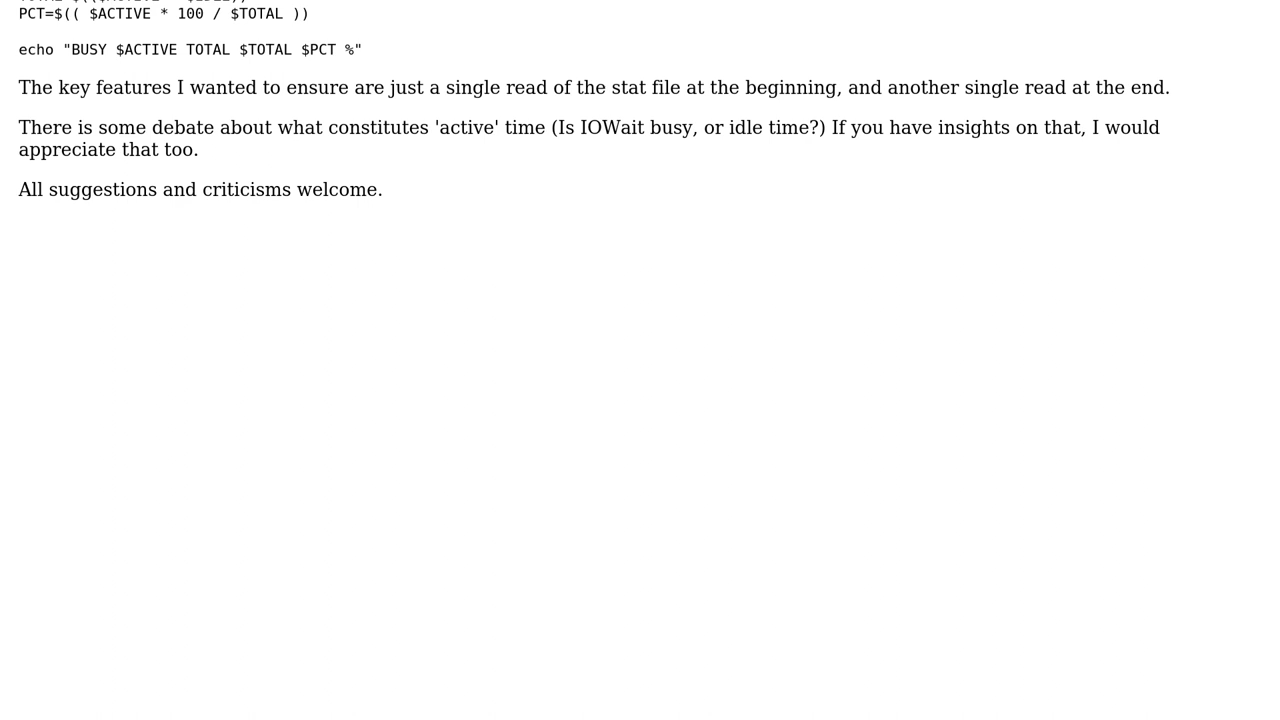 PCT=$(( $ACTIVE * 100 / $TOTAL ))
echo "BUSY $ACTIVE TOTAL $TOTAL $PCT %"
The key features I wanted to ensure are just a single read of the stat file at the beginning, and another single read at the end.
There is some debate about what constitutes 'active' time (Is IOWait busy, or idle time?) If you have insights on that, I would
appreciate that too.
All suggestions and criticisms welcome.